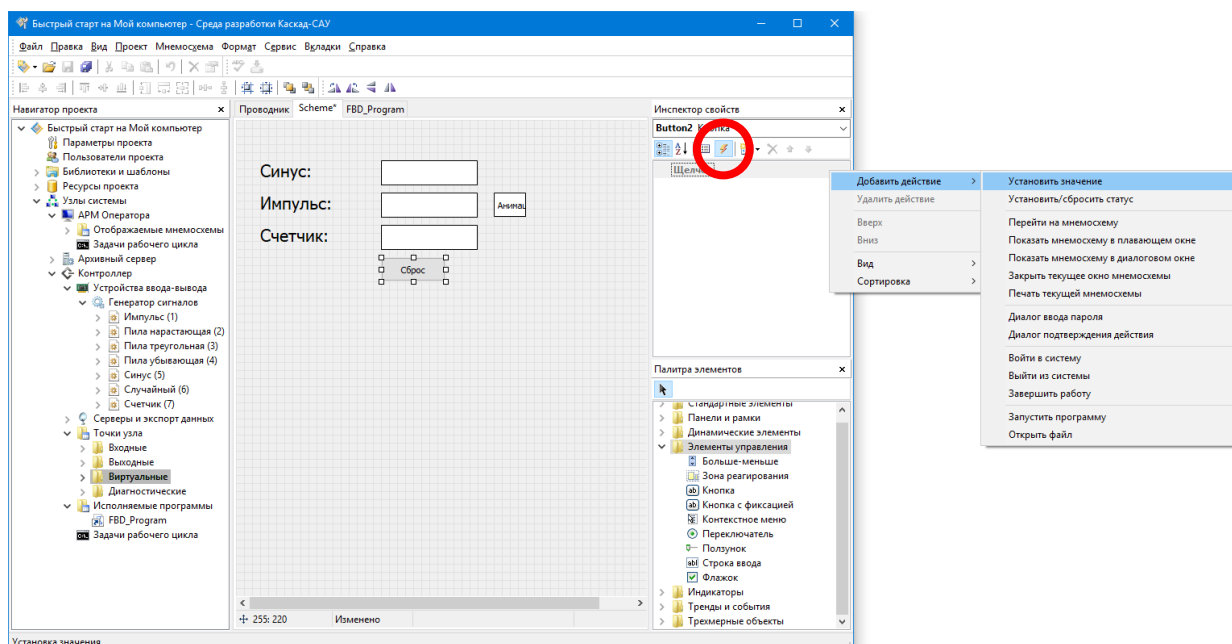 Быстрый старт на Мой компьютер - Среда разработки Каскад-САУ
Файл Правка Вид Проект Мнемосхема Формат Сервис Вкладки Справка
Навигатор проекта
Быстрый старт на Мой компьютер
Параметры проекта
Пользователи проекта
Библиотеки и шаблоны
Ресурсы проекта
Узлы системы
АРМ Оператора
Отображаемые мнемосхемы
Задачи рабочего цикла
Архивный сервер
Контроллер
Устройства ввода-вывода
Генератор сигналов
Импульс (1)
Пила нарастающая (2)
Пила треугольная (3)
Пила убывающая (4)
Синус (5)
Случайный (6)
Счетчик (7)
Серверы и экспорт данных
Точки узла
Входные
Выходные
Виртуальные
Диагностические
Исполняемые программы
FBD_Program
Задачи рабочего цикла
Проводник Scheme* FBD_Program
Синус:
Импульс:
Анимац
Счетчик:
Сброс
255: 220 Изменено
Инспектор свойств
Button2
Палитра элементов
Стандартные элементы
Панели и рамки
Динамические элементы
Элементы управления
Больше-меньше
Зона реагирования
Кнопка
Кнопка с фиксацией
Контекстное меню
Переключатель
Ползунок
Строка ввода
Флажок
Индикаторы
Тренды и события
Трехмерные объекты
Добавить действие
Удалить действие
Вверх
Вниз
Вид
Сортировка
Установить значение
Установить/сбросить статус
Перейти на мнемосхему
Показать мнемосхему в плавающем окне
Показать мнемосхему в диалоговом окне
Закрыть текущее окно мнемосхемы
Печать текущей мнемосхемы
Диалог ввода пароля
Диалог подтверждения действия
Войти в систему
Выйти из системы
Завершить работу
Запустить программу
Открыть файл
Установка значения